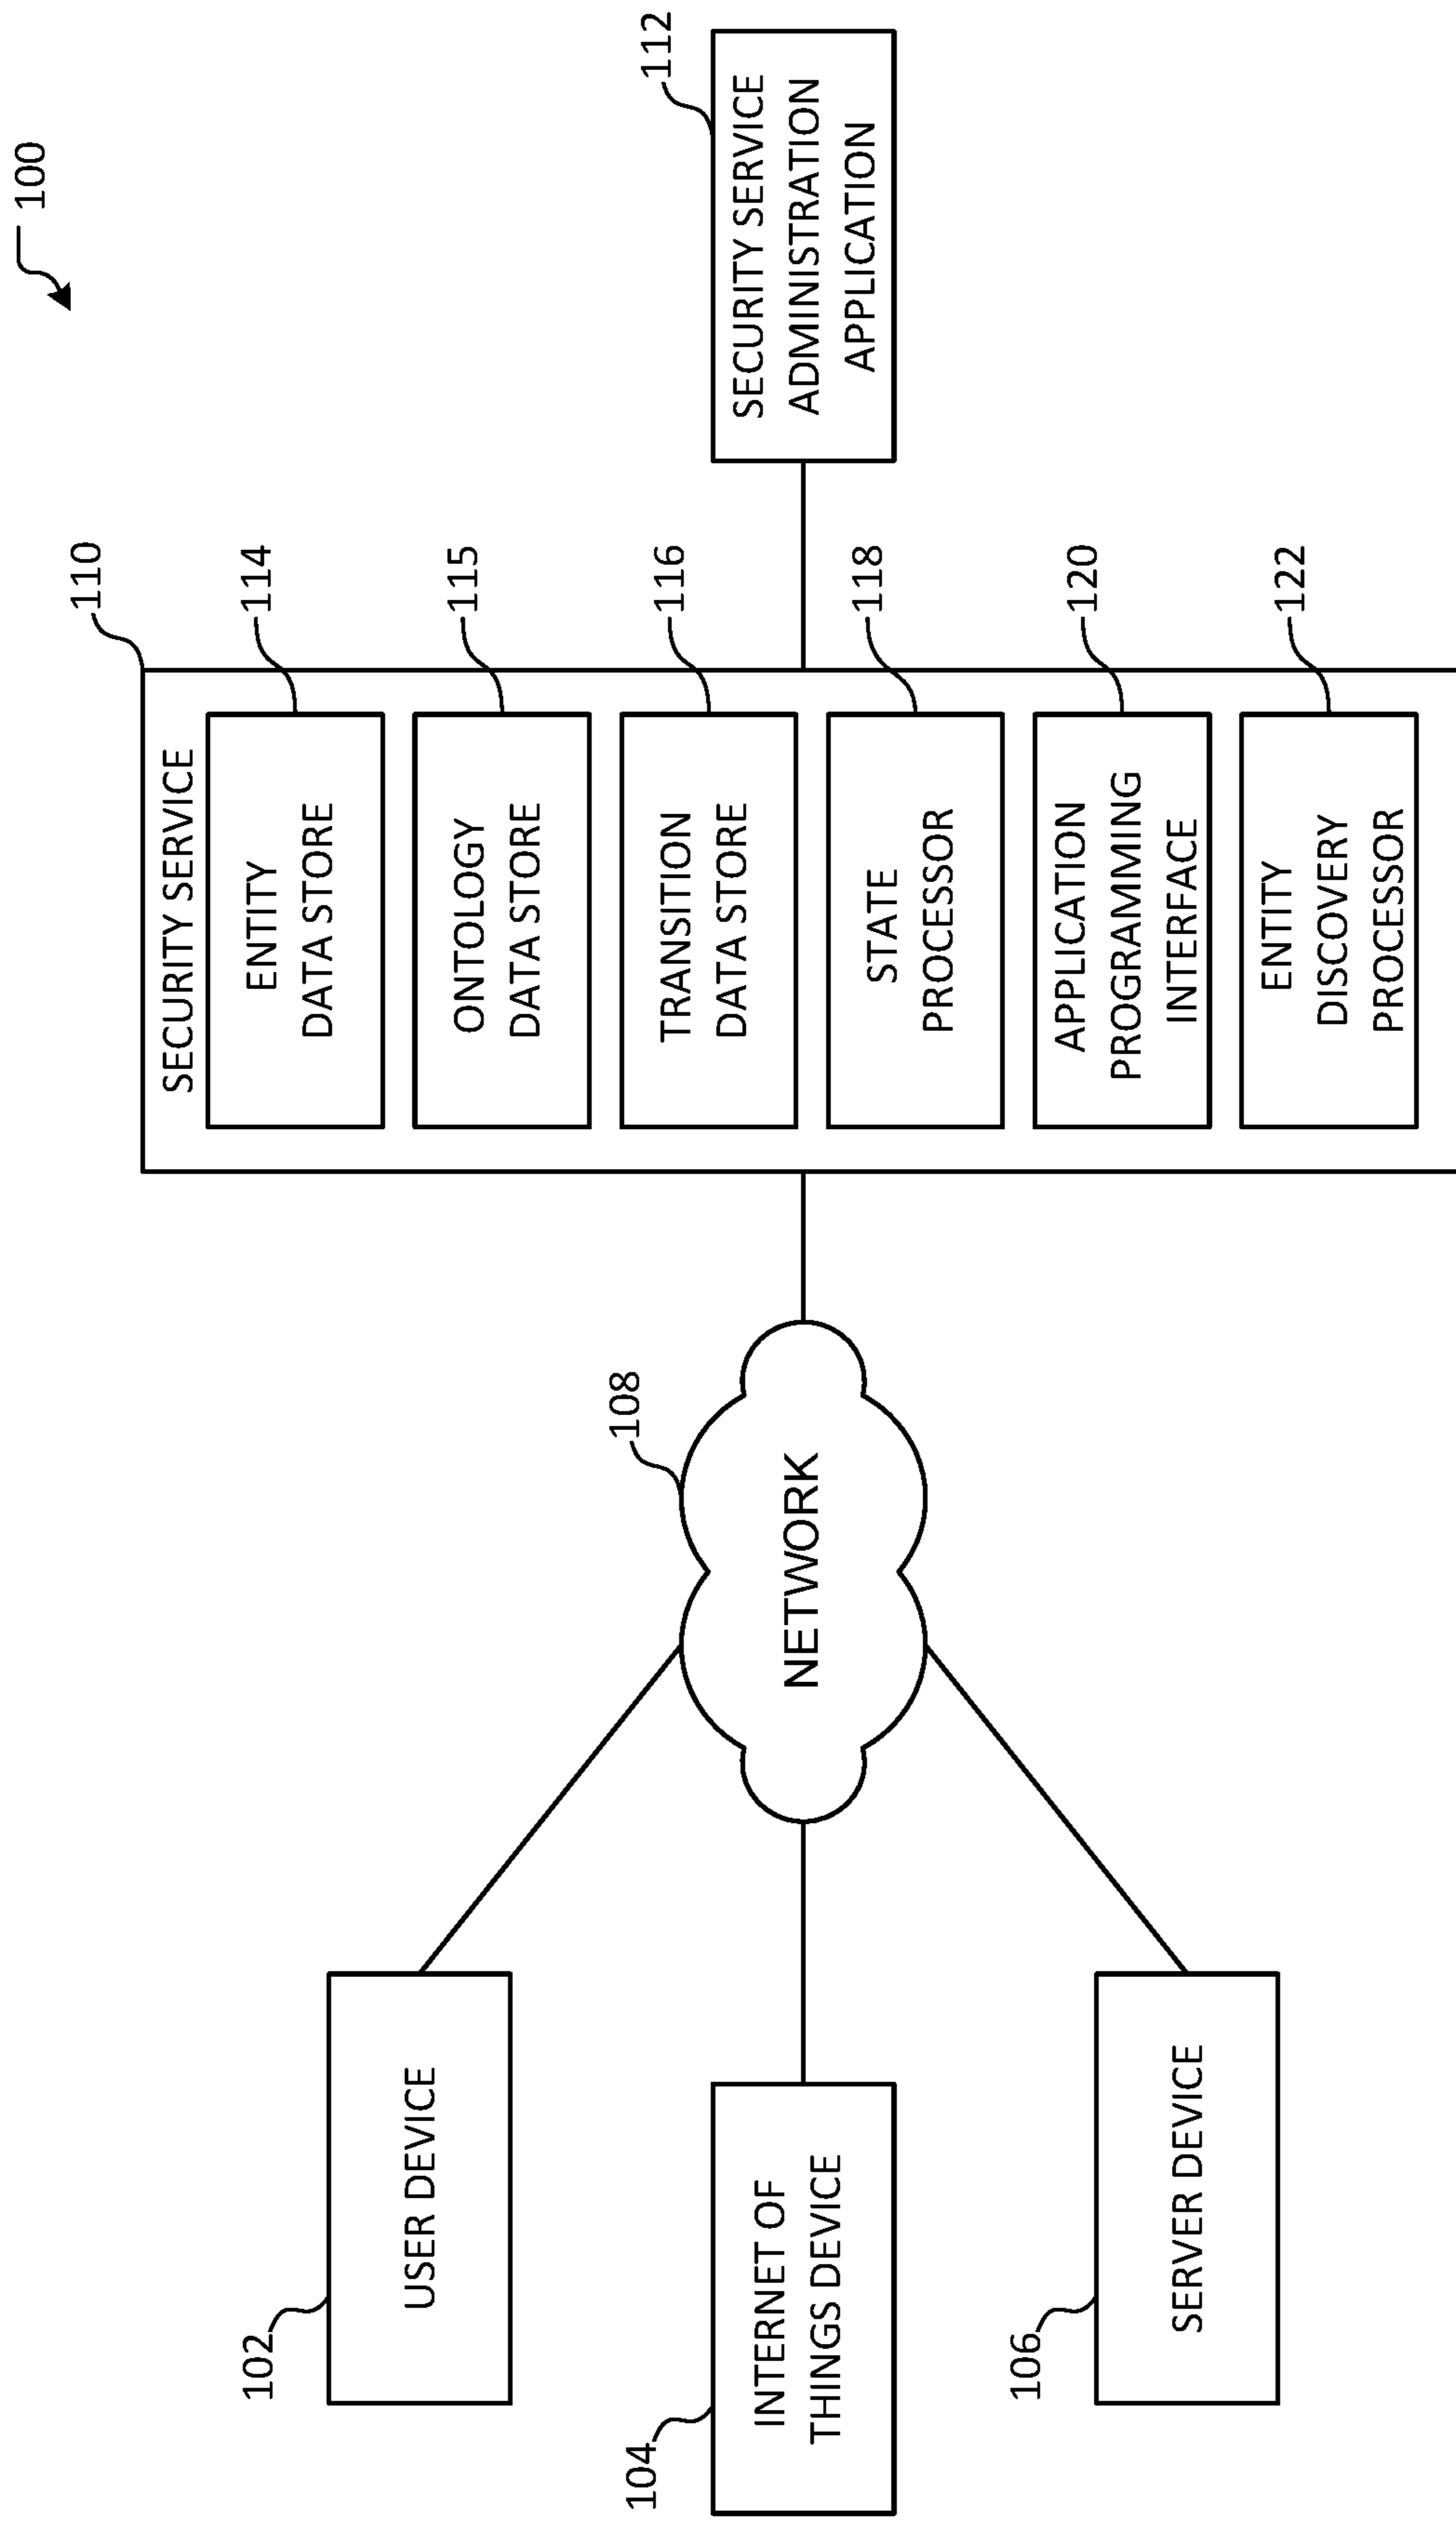 100
110
SECURITY SERVICE
114
ENTITY
DATA STORE
115
ONTOLOGY
DATA STORE
116
TRANSITION
DATA STORE
118
STATE
PROCESSOR
120
APPLICATION
PROGRAMMING
INTERFACE
122
ENTITY
DISCOVERY
PROCESSOR
102
USER DEVICE
104
INTERNET OF
THINGS DEVICE
106
SERVER DEVICE
108
NETWORK
112
SECURITY SERVICE
ADMINISTRATION
APPLICATION